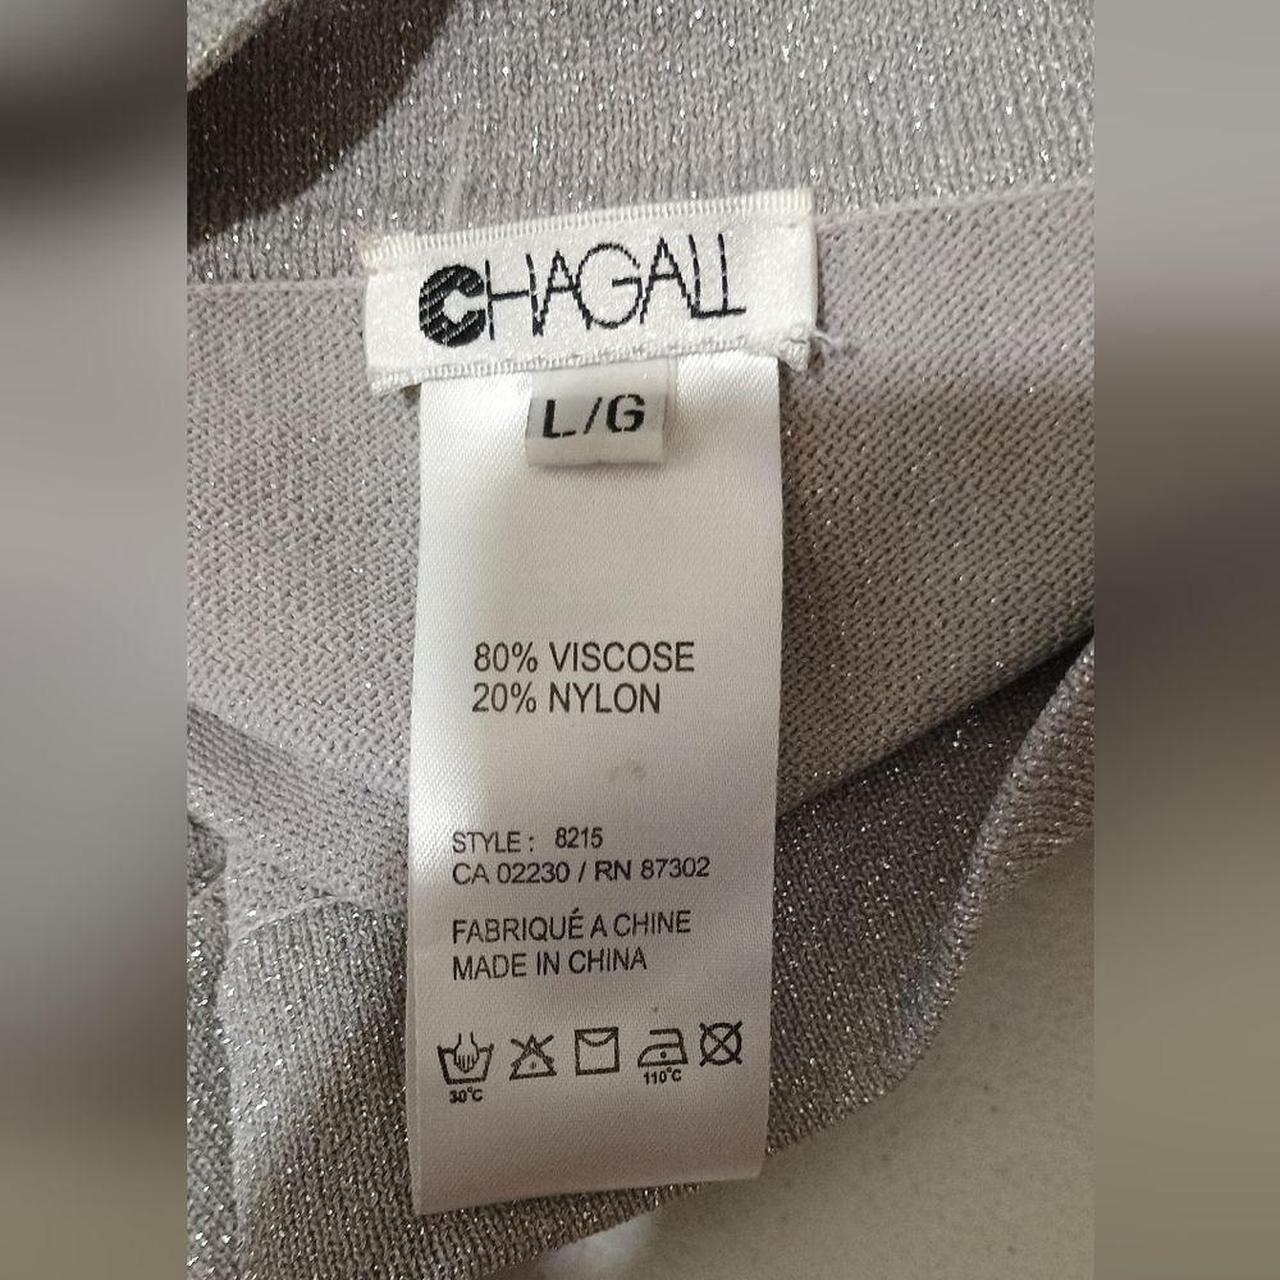 CHAGALL
L/G
80% VISCOSE
20% NYLON
STYLE : 8215
CA 02230 / RN 87302
FABRIQUÉ A CHINE
MADE IN CHINA
30°C
110°C